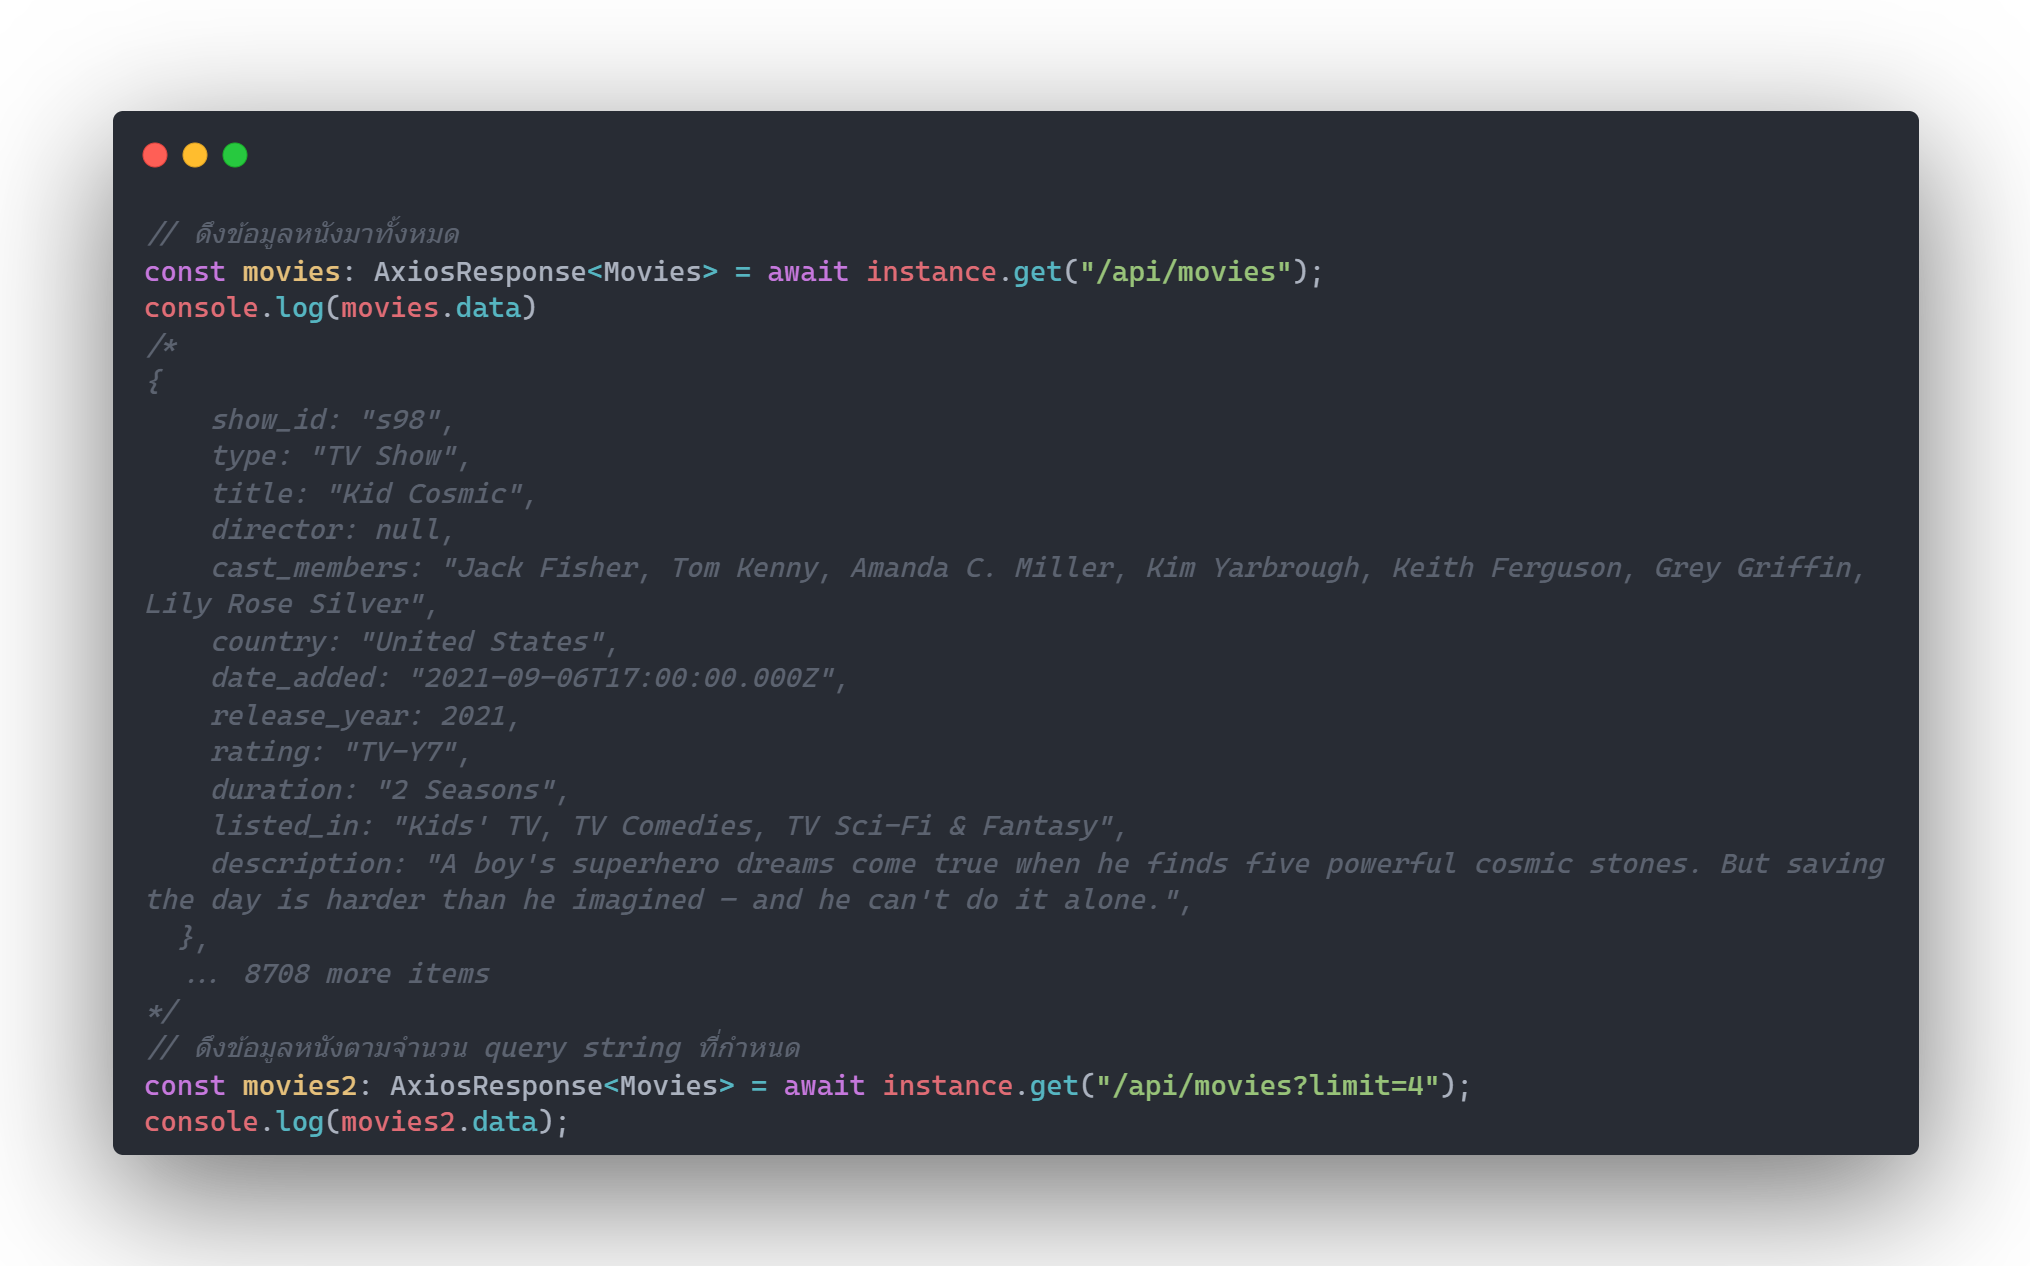 // ดึงข้อมูลหนังมาทั้งหมด
const movies: AxiosResponse<Movies> = await instance.get("/api/movies");
console.log(movies.data)
/*
{
    show_id: "s98",
    type: "TV Show",
    title: "Kid Cosmic",
    director: null,
    cast_members: "Jack Fisher, Tom Kenny, Amanda C. Miller, Kim Yarbrough, Keith Ferguson, Grey Griffin,
Lily Rose Silver",
    country: "United States",
    date_added: "2021-09-06T17:00:00.000Z",
    release_year: 2021,
    rating: "TV-Y7",
    duration: "2 Seasons",
    listed_in: "Kids' TV, TV Comedies, TV Sci-Fi & Fantasy",
    description: "A boy's superhero dreams come true when he finds five powerful cosmic stones. But saving
the day is harder than he imagined — and he can't do it alone.",
  },
  ... 8708 more items
*/
// ดึงข้อมูลหนังตามจำนวน query string ที่กำหนด
const movies2: AxiosResponse<Movies> = await instance.get("/api/movies?limit=4");
console.log(movies2.data);